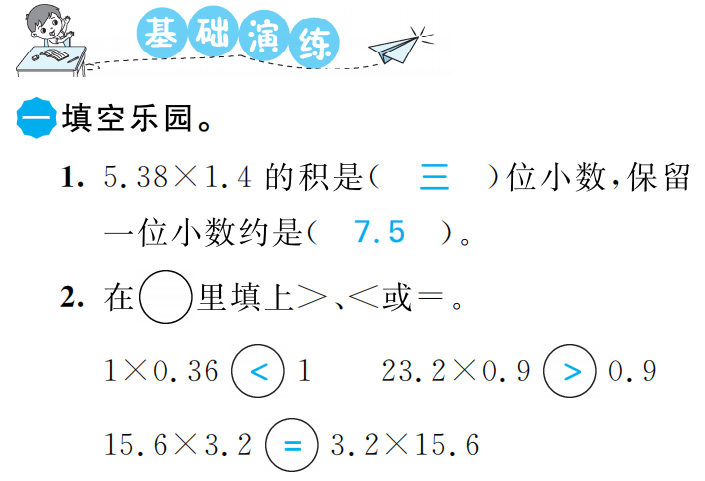 基础演练
一 填空乐园。
1. 5.38×1.4 的积是( 三 )位小数,保留
一位小数约是( 7.5 )。
2. 在○里填上>、<或=。
1×0.36 < 1 23.2×0.9 > 0.9
15.6×3.2 = 3.2×15.6